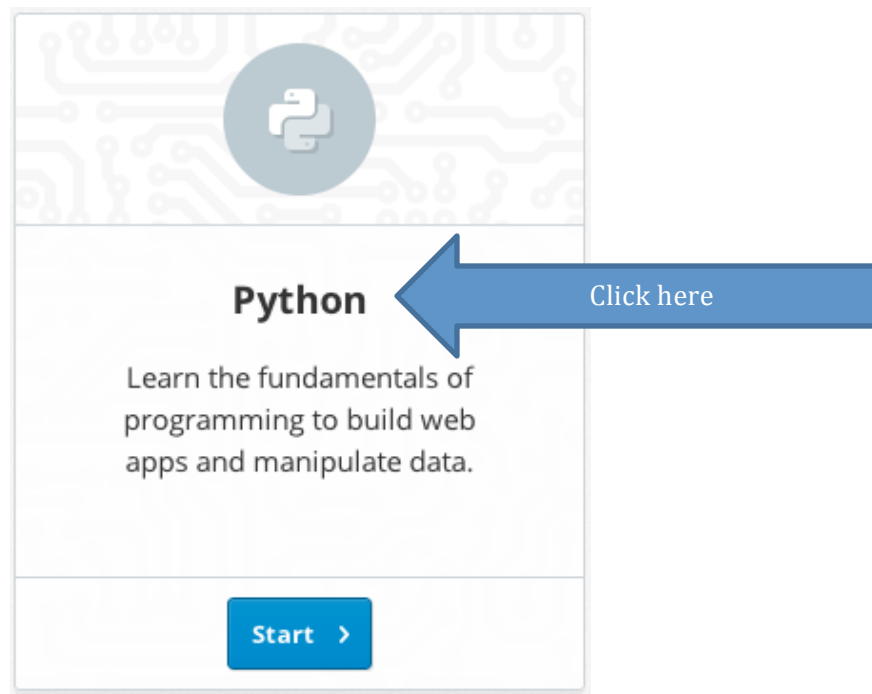 Python
Click here
Learn the fundamentals of
programming to build web
apps and manipulate data.
Start